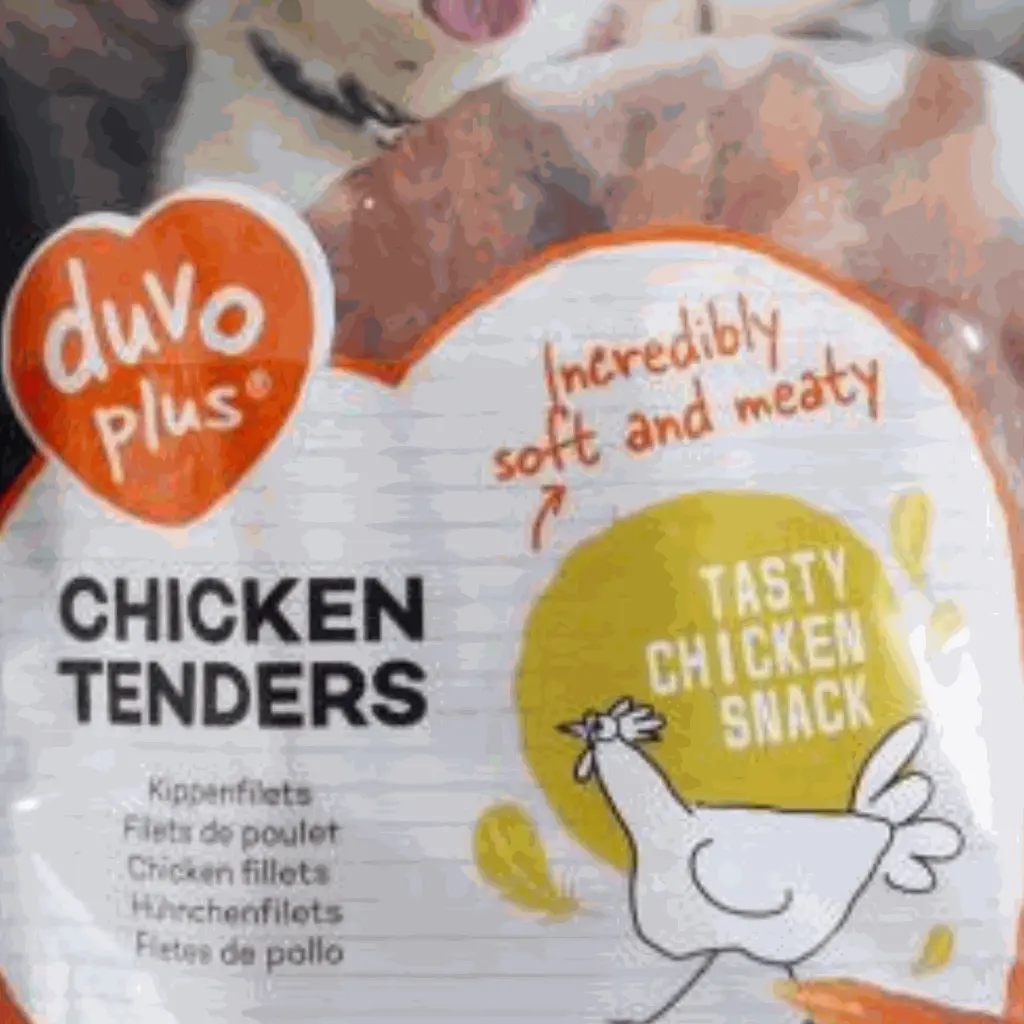 duvo
plus®
Incredibly
soft and meaty
TASTY
CHICKEN
SNACK
CHICKEN
TENDERS
Kippenfilets
Filets de poulet
Chicken fillets
Hühnchenfilets
Filetes de pollo